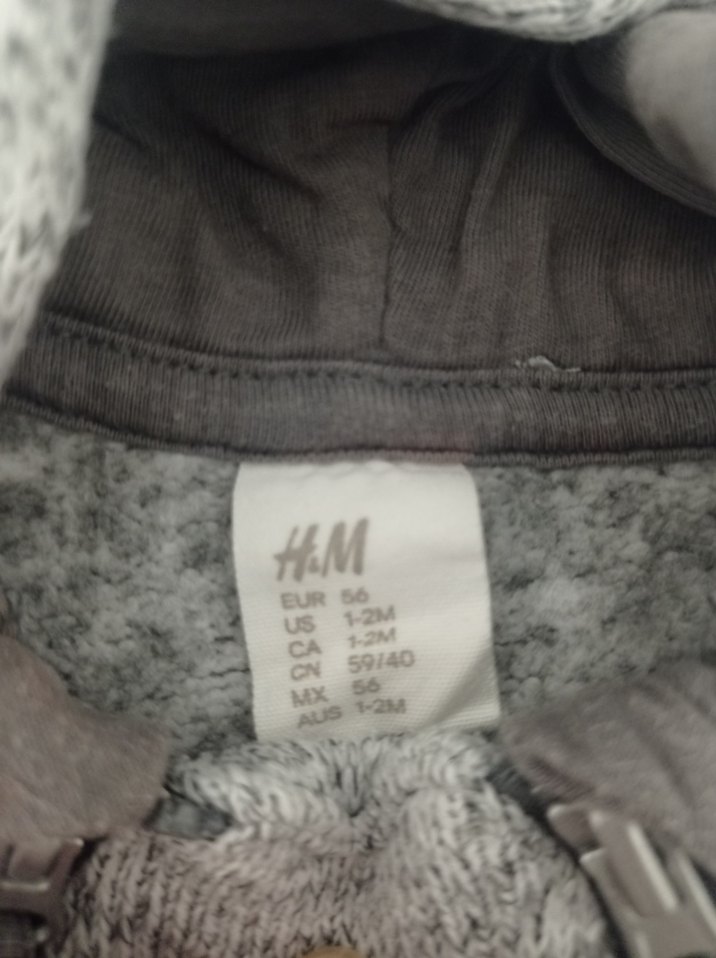 H&M
EUR 56
US 1-2M
CA 1-2M
CN 59/40
MX 56
AUS 1-2M